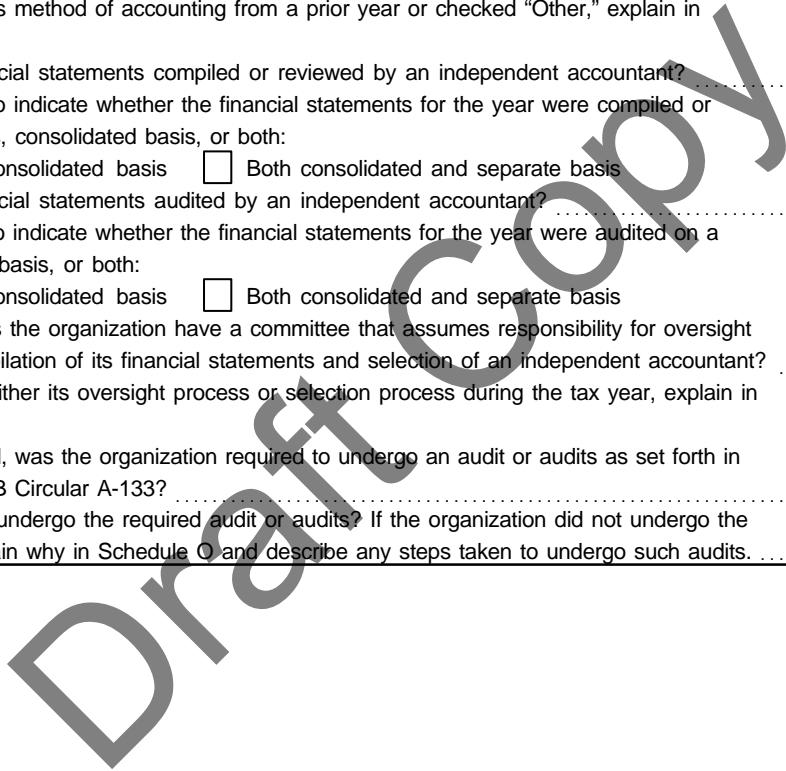 s method of accounting from a prior year or checked “Other,” explain in
cial statements compiled or reviewed by an independent accountant?
o indicate whether the financial statements for the year were compiled or
, consolidated basis, or both:
onsolidated basis Both consolidated and separate basis
cial statements audited by an independent accountant?
o indicate whether the financial statements for the year were audited on a
basis, or both:
onsolidated basis Both consolidated and separate basis
s the organization have a committee that assumes responsibility for oversight
ilation of its financial statements and selection of an independent accountant?
ither its oversight process or selection process during the tax year, explain in
, was the organization required to undergo an audit or audits as set forth in
B Circular A-133?
undergo the required audit or audits? If the organization did not undergo the
in why in Schedule O and describe any steps taken to undergo such audits.
Draft Copy